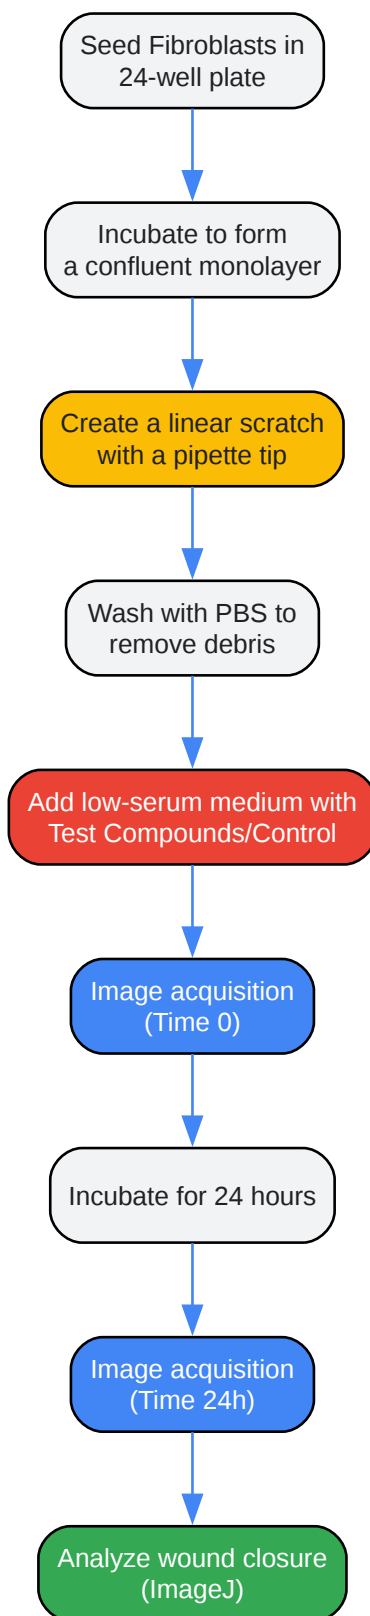 Seed Fibroblasts in
24-well plate
Incubate to form
a confluent monolayer
Create a linear scratch
with a pipette tip
Wash with PBS to
remove debris
Add low-serum medium with
Test Compounds/Control
Image acquisition
(Time 0)
Incubate for 24 hours
Image acquisition
(Time 24h)
Analyze wound closure
(ImageJ)